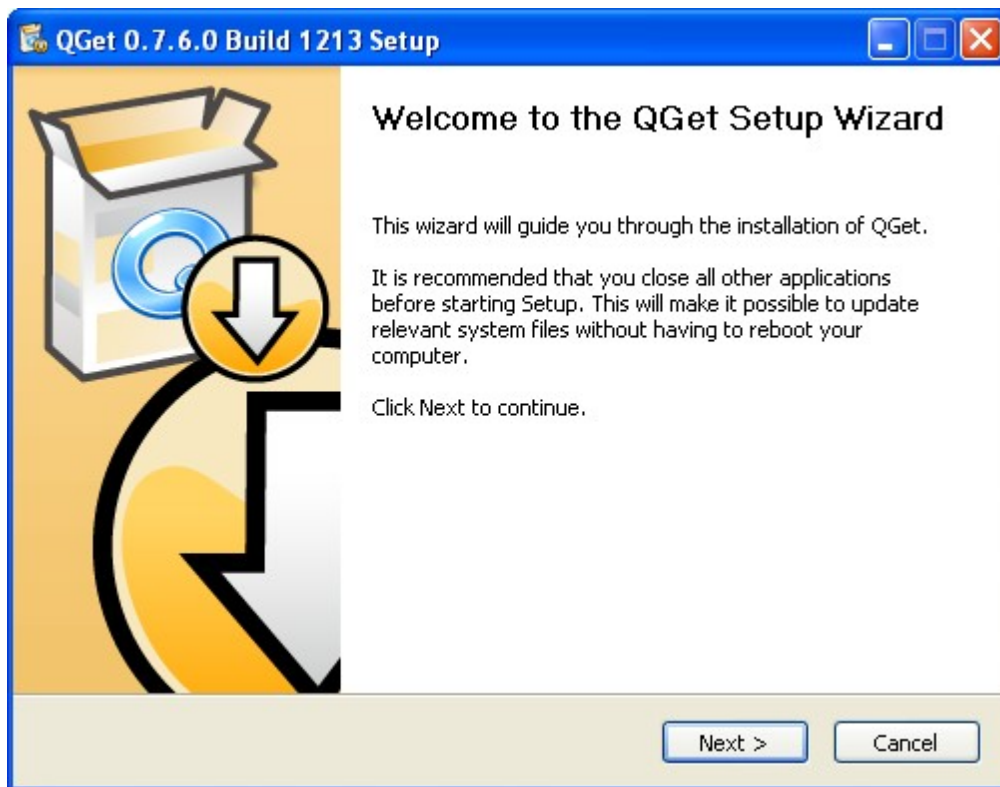 QGet 0.7.6.0 Build 1213 Setup
Welcome to the QGet Setup Wizard
This wizard will guide you through the installation of QGet.
It is recommended that you close all other applications
before starting Setup. This will make it possible to update
relevant system files without having to reboot your
computer.
Click Next to continue.
Q
Next >
Cancel